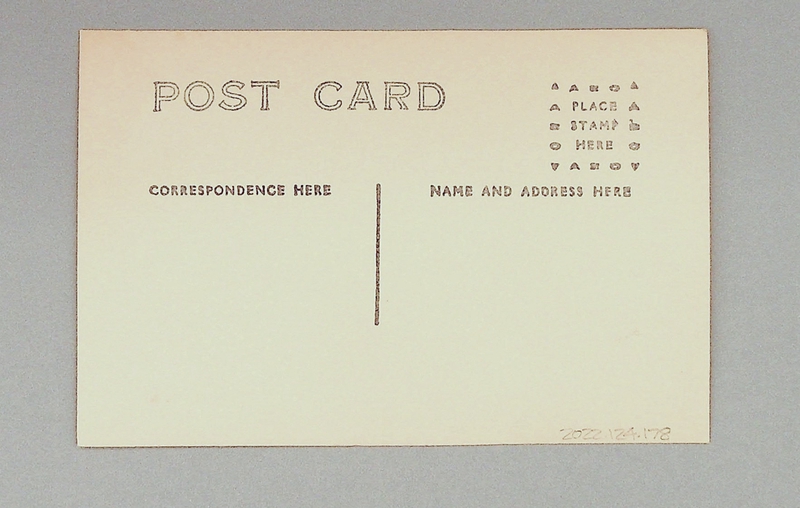 POST CARD
PLACE
STAMP
HERE
CORRESPONDENCE HERE
NAME AND ADDRESS HERE
2022.124.178